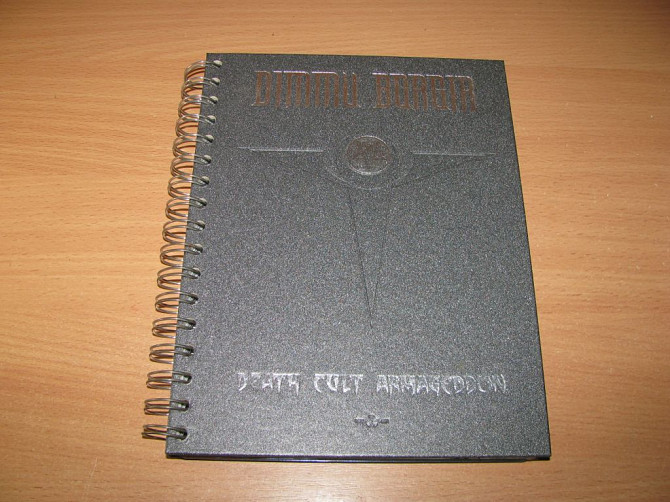 DIMMU BORGIR
DEATH CULT ARMAGEDDON